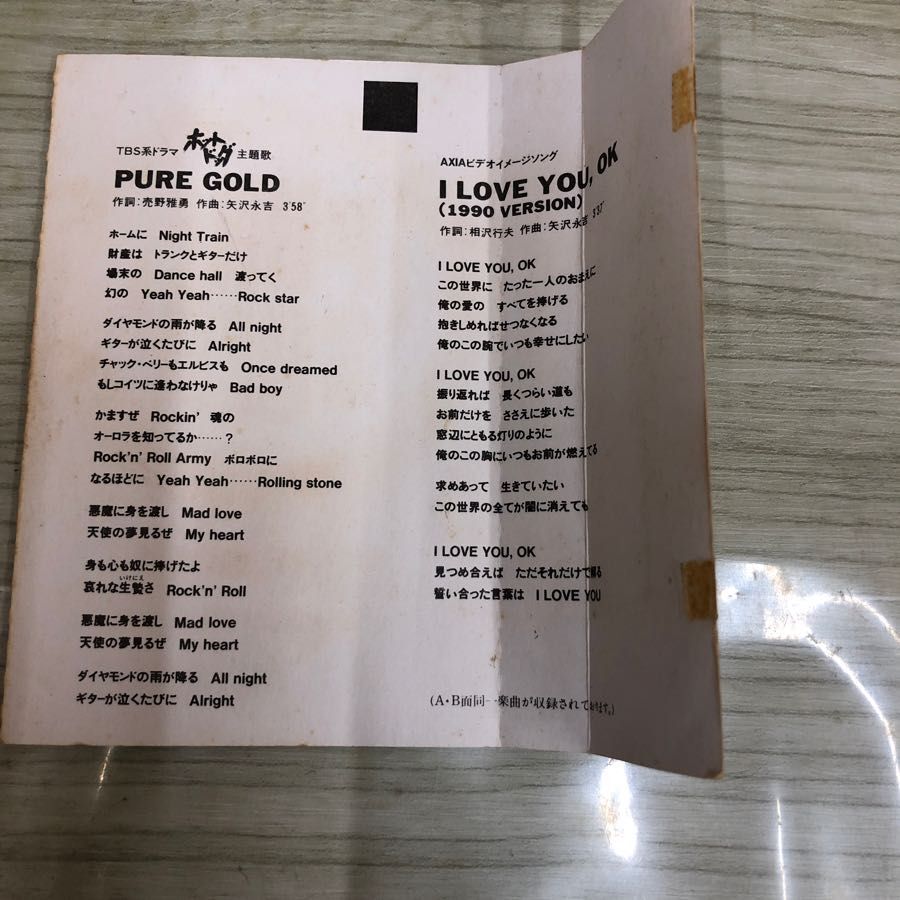 TBS系ドラマ ホットドッグ 主題歌
PURE GOLD
作詞:売野雅勇 作曲:矢沢永吉 3'58"
ホームに Night Train
財産は トランクとギターだけ
場末の Dance hall 渡ってく
幻の Yeah Yeah……Rock star
ダイヤモンドの雨が降る All night
ギターが泣くたびに Alright
チャック・ベリーもエルビスも Once dreamed
もしコイツに逢わなけりゃ Bad boy
かますぜ Rockin' 魂の
オーロラを知ってるか……?
Rock'n' Roll Army ボロボロに
なるほどに Yeah Yeah……Rolling stone
悪魔に身を渡し Mad love
天使の夢見るぜ My heart
身も心も奴に捧げたよ
いけにえ
哀れな生贄さ Rock'n' Roll
悪魔に身を渡し Mad love
天使の夢見るぜ My heart
ダイヤモンドの雨が降る All night
ギターが泣くたびに Alright
AXIAビデオイメージソング
I LOVE YOU, OK
(1990 VERSION)
作詞:相沢行夫 作曲:矢沢永吉
I LOVE YOU, OK
この世界に たった一人のおまえに
俺の愛の すべてを捧げる
抱きしめればせつなくなる
俺のこの腕でいつも幸せにしたい
I LOVE YOU, OK
振り返れば 長くつらい道も
お前だけを ささえに歩いた
窓辺にともる灯りのように
俺のこの胸にいつもお前が燃えてる
求めあって 生きていたい
この世界の全てが闇に消えても
I LOVE YOU, OK
見つめ合えば ただそれだけで解る
誓い合った言葉は I LOVE YOU
(A・B面同一楽曲が収録されております。)